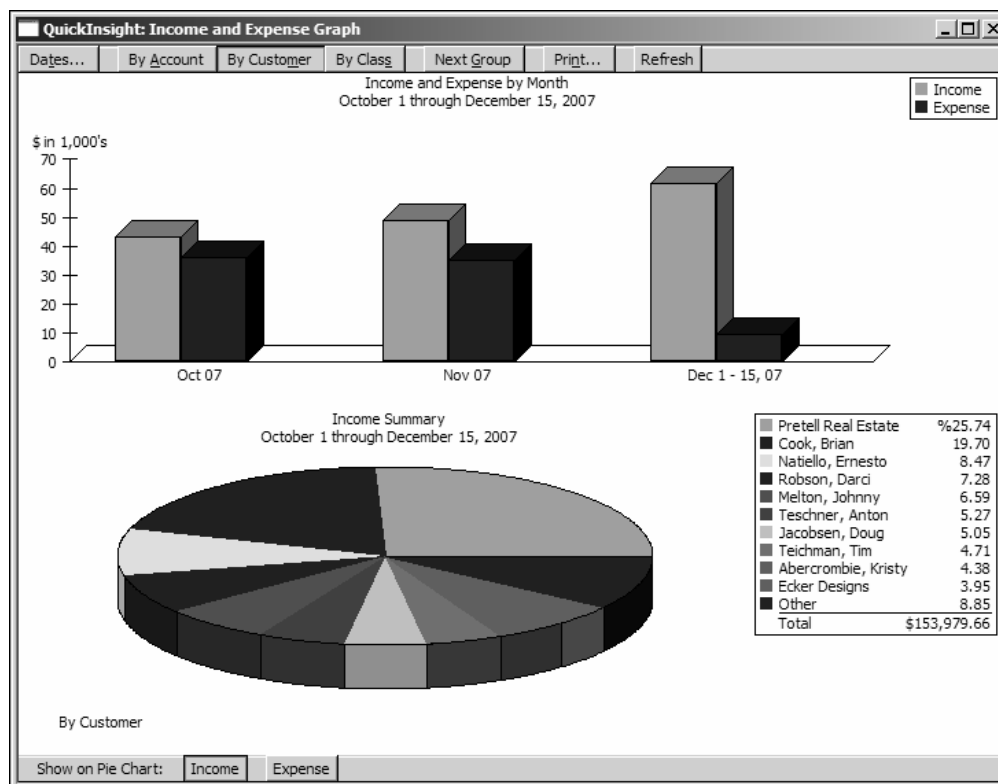 QuickInsight: Income and Expense Graph
Dates... By Account By Customer By Class Next Group Print... Refresh
Income and Expense by Month
October 1 through December 15, 2007
Income
Expense
$ in 1,000's
70
60
50
40
30
20
10
0
Oct 07 Nov 07 Dec 1 - 15, 07
Income Summary
October 1 through December 15, 2007
Pretell Real Estate %25.74
Cook, Brian 19.70
Natiello, Ernesto 8.47
Robson, Darci 7.28
Melton, Johnny 6.59
Teschner, Anton 5.27
Jacobsen, Doug 5.05
Teichman, Tim 4.71
Abercrombie, Kristy 4.38
Ecker Designs 3.95
Other 8.85
Total $153,979.66
By Customer
Show on Pie Chart: Income Expense